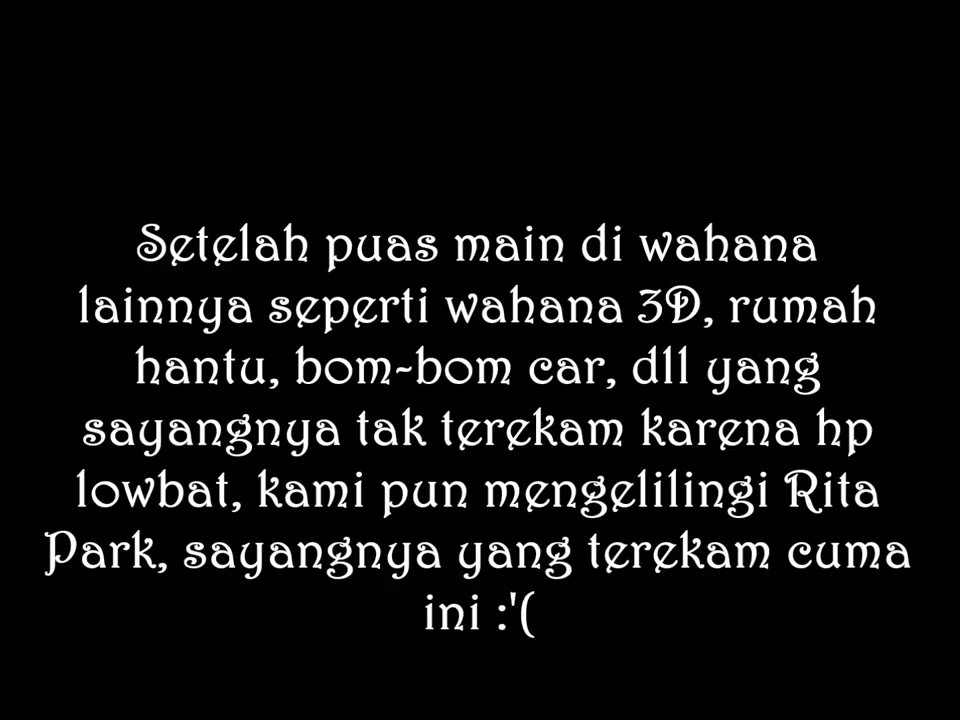 Setelah puas main di wahana
lainnya seperti wahana 3D, rumah
hantu, bom-bom car, dll yang
sayangnya tak terekam karena hp
lowbat, kami pun mengelilingi Rita
Park, sayangnya yang terekam cuma
ini :'(